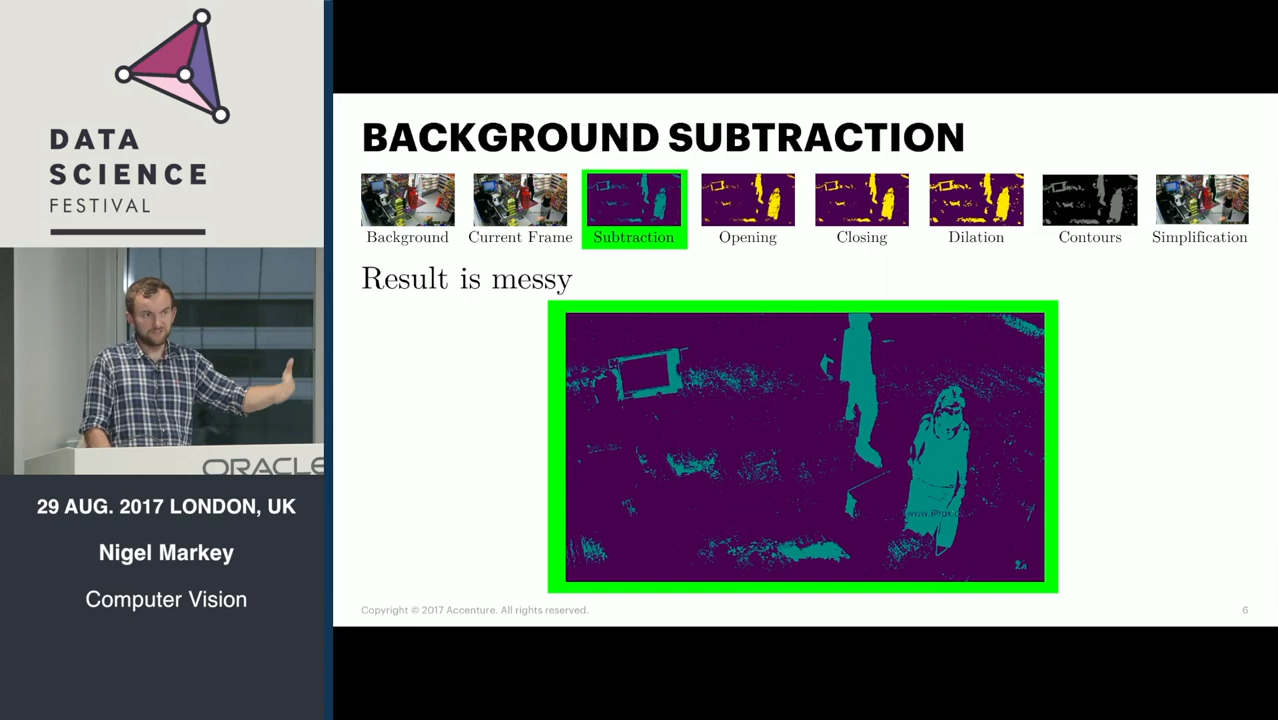 DATA
SCIENCE
FESTIVAL
ORACLE
29 AUG. 2017 LONDON, UK
Nigel Markey
Computer Vision
BACKGROUND SUBTRACTION
Background
Current Frame
Subtraction
Opening
Closing
Dilation
Contours
Simplification
Result is messy
Copyright © 2017 Accenture. All rights reserved.
6